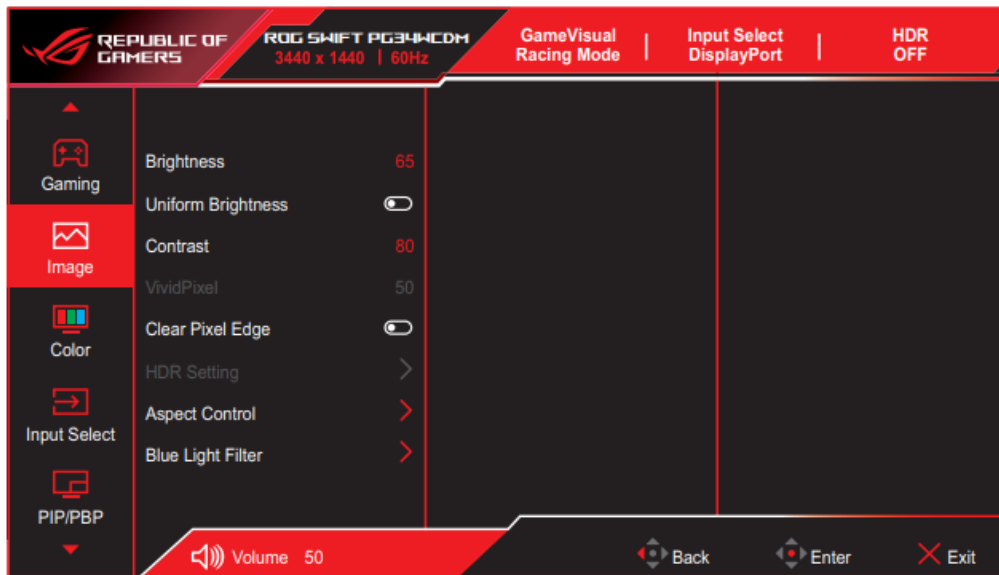 REPUBLIC OF
GAMERS
ROG SWIFT PG34WCDM
3440 x 1440 | 60Hz
GameVisual
Racing Mode
Input Select
DisplayPort
HDR
OFF
Gaming
Image
Color
Input Select
PIP/PBP
Brightness 65
Uniform Brightness
Contrast 80
VividPixel 50
Clear Pixel Edge
HDR Setting
Aspect Control
Blue Light Filter
Volume 50
Back
Enter
Exit